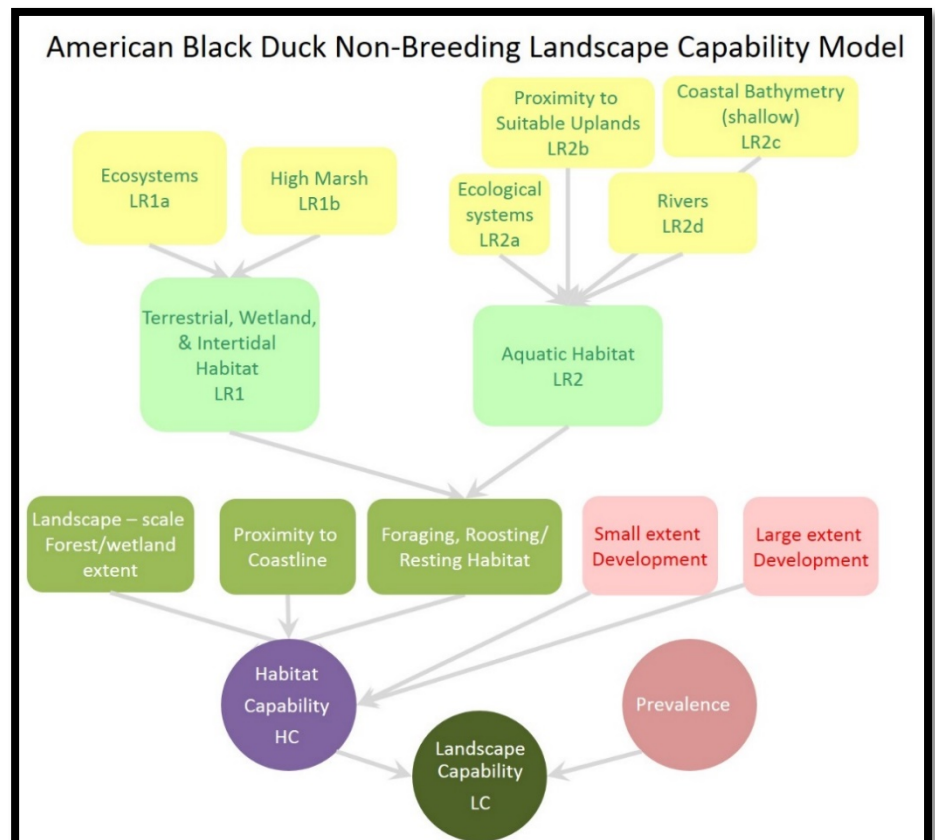 American Black Duck Non-Breeding Landscape Capability Model
Ecosystems
LR1a
High Marsh
LR1b
Proximity to
Suitable Uplands
LR2b
Coastal Bathymetry
(shallow)
LR2c
Ecological
systems
LR2a
Rivers
LR2d
Terrestrial, Wetland,
& Intertidal
Habitat
LR1
Aquatic Habitat
LR2
Landscape – scale
Forest/wetland
extent
Proximity to
Coastline
Foraging, Roosting/
Resting Habitat
Small extent
Development
Large extent
Development
Habitat
Capability
HC
Prevalence
Landscape
Capability
LC